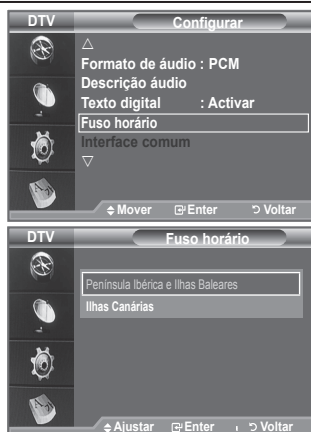 DTV Configurar
△
Formato de áudio : PCM
Descrição áudio
Texto digital : Activar
Fuso horário
Interface comum
▽
Mover Enter Voltar
DTV Fuso horário
Península Ibérica e Ilhas Baleares
Ilhas Canárias
Ajustar Enter Voltar